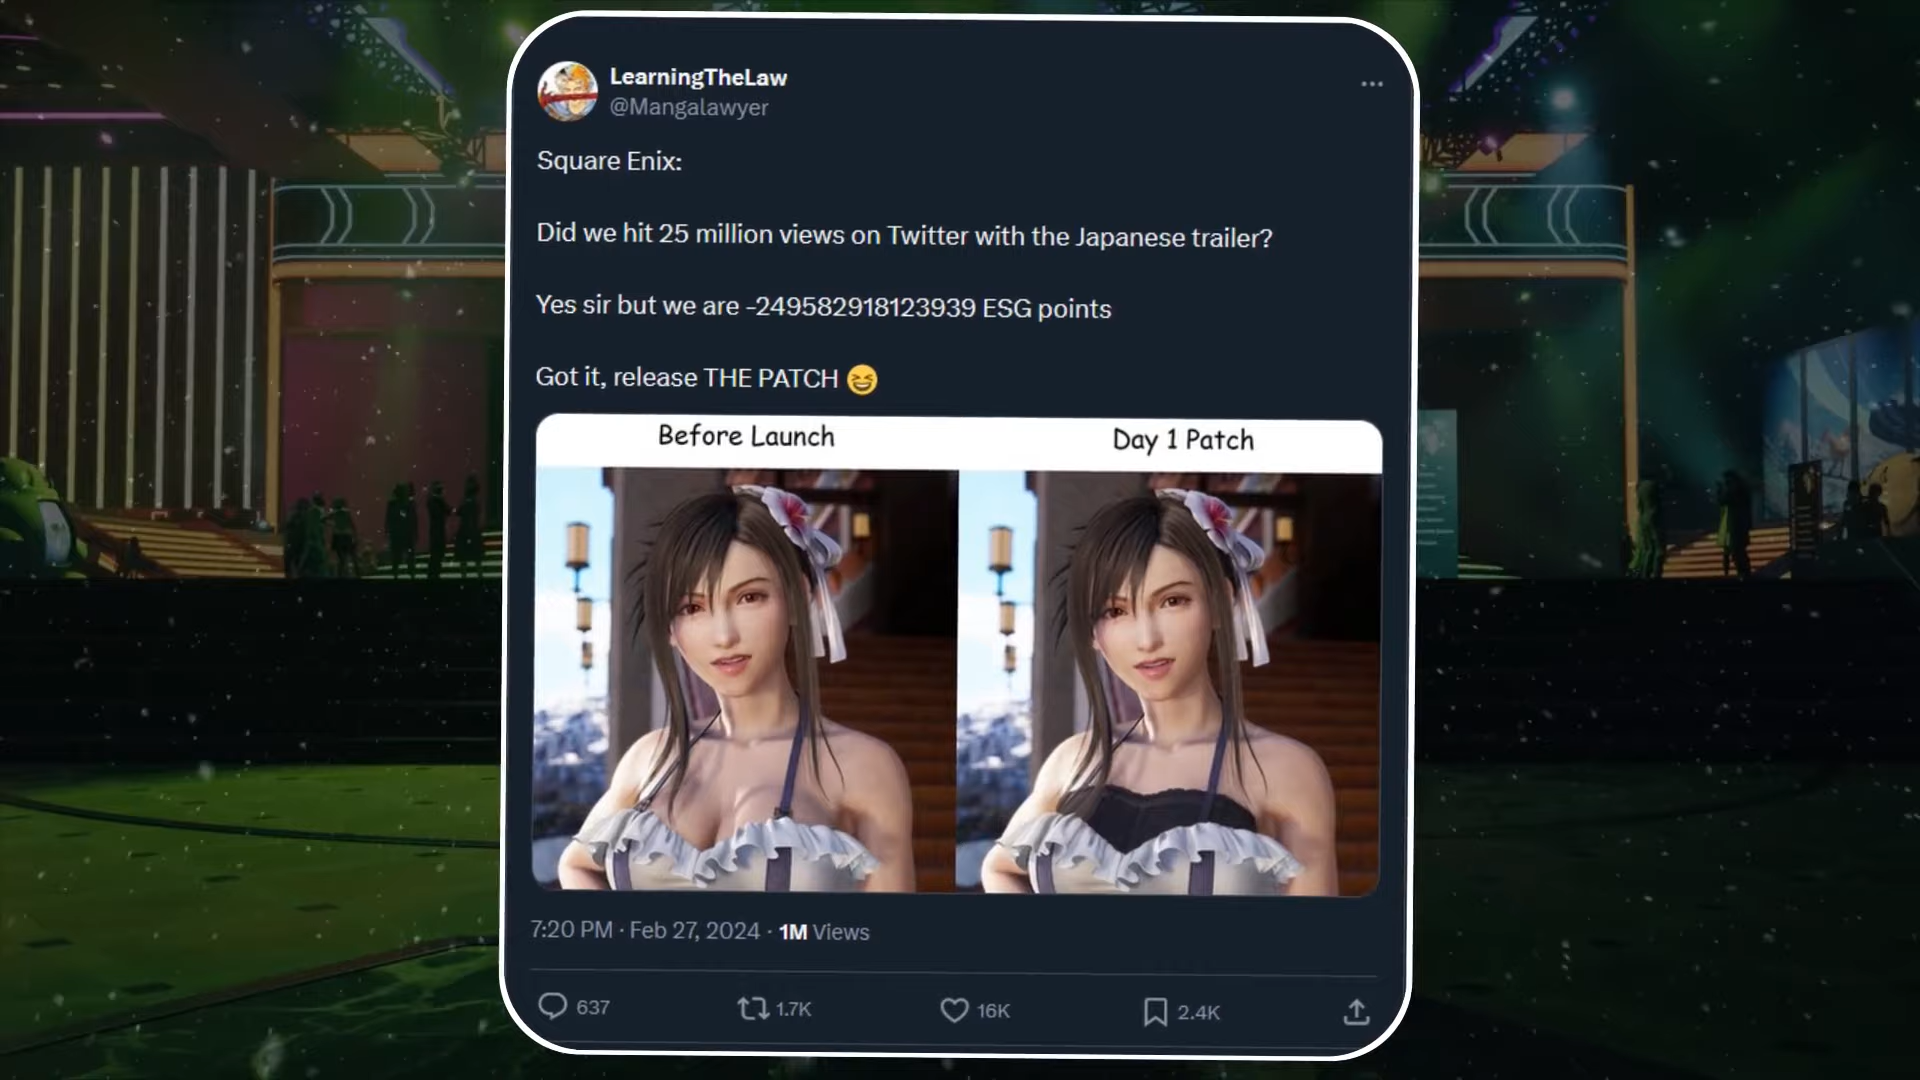 LearningTheLaw
@Mangalawyer
Square Enix:
Did we hit 25 million views on Twitter with the Japanese trailer?
Yes sir but we are -249582918123939 ESG points
Got it, release THE PATCH 😆
Before Launch
Day 1 Patch
7:20 PM · Feb 27, 2024 · 1M Views
637
1.7K
16K
2.4K